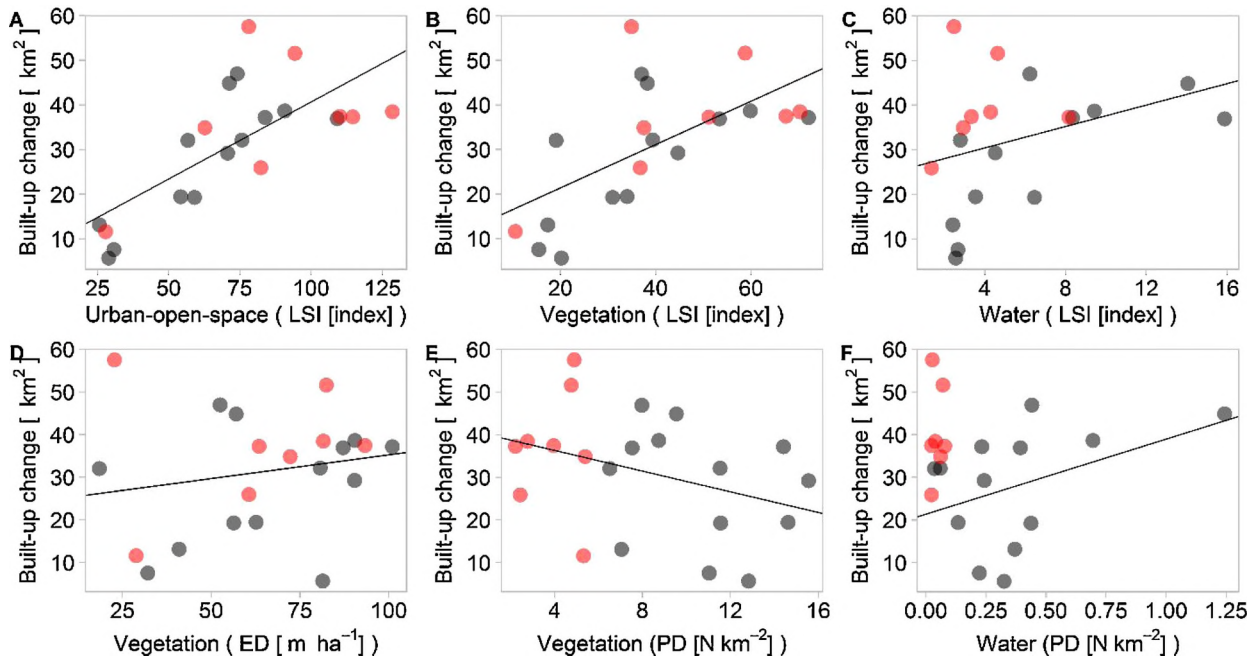 A
Built-up change [ km²]
60
50
40
30
20
10
25 50 75 100 125
Urban-open-space ( LSI [index] )
B
Built-up change [ km²]
60
50
40
30
20
10
20 40 60
Vegetation ( LSI [index] )
C
Built-up change [ km²]
60
50
40
30
20
10
4 8 12 16
Water ( LSI [index] )
D
Built-up change [ km²]
60
50
40
30
20
10
25 50 75 100
Vegetation ( ED [ m ha⁻¹ )
E
Built-up change [ km²]
60
50
40
30
20
10
4 8 12 16
Vegetation (PD [N km⁻²] )
F
Built-up change [ km²]
60
50
40
30
20
10
0.00 0.25 0.50 0.75 1.00 1.25
Water (PD [N km⁻²] )